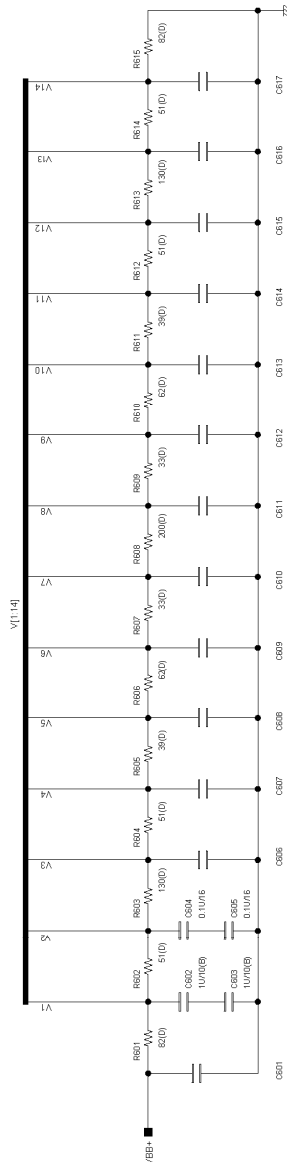 V[1:14]
V1
V2
V3
V4
V5
V6
V7
V8
V9
V10
V11
V12
V13
V14
/BB+
R601
82(D)
R602
51(D)
R603
130(D)
R604
51(D)
R605
39(D)
R606
62(D)
R607
33(D)
R608
200(D)
R609
33(D)
R610
62(D)
R611
39(D)
R612
51(D)
R613
130(D)
R614
51(D)
R615
82(D)
C602
1U/10(B)
C603
1U/10(B)
C604
0.1U/16
C605
0.1U/16
C601
C606
C607
C608
C609
C610
C611
C612
C613
C614
C615
C616
C617